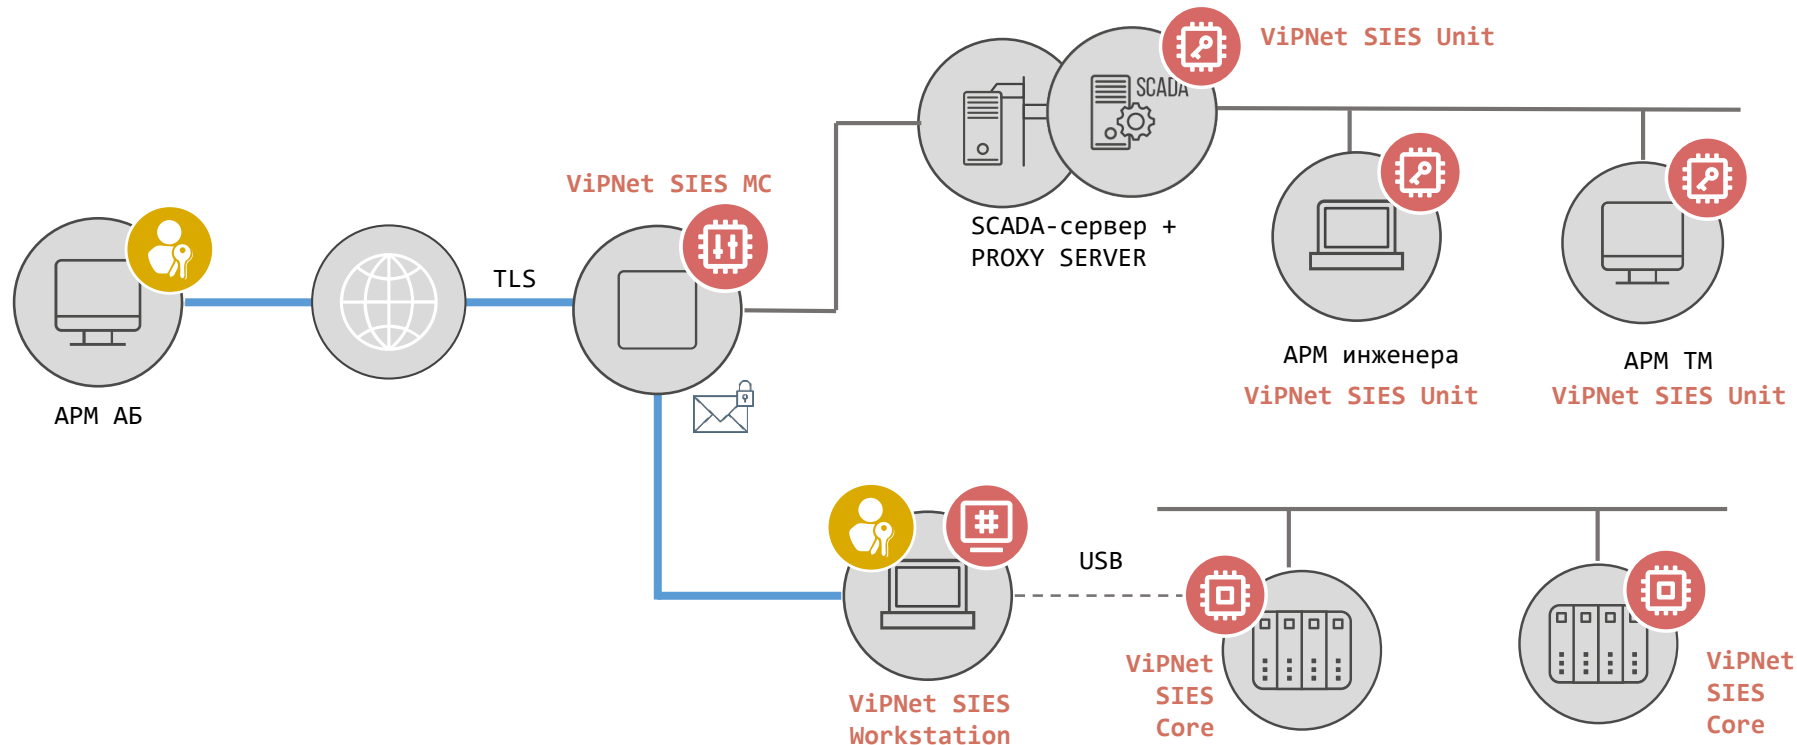 ViPNet SIES Unit
SCADA
ViPNet SIES MC
SCADA-сервер +
PROXY SERVER
TLS
АРМ инженера
ViPNet SIES Unit
АРМ ТМ
ViPNet SIES Unit
АРМ АБ
USB
ViPNet
SIES
Core
ViPNet
SIES
Core
ViPNet SIES
Workstation